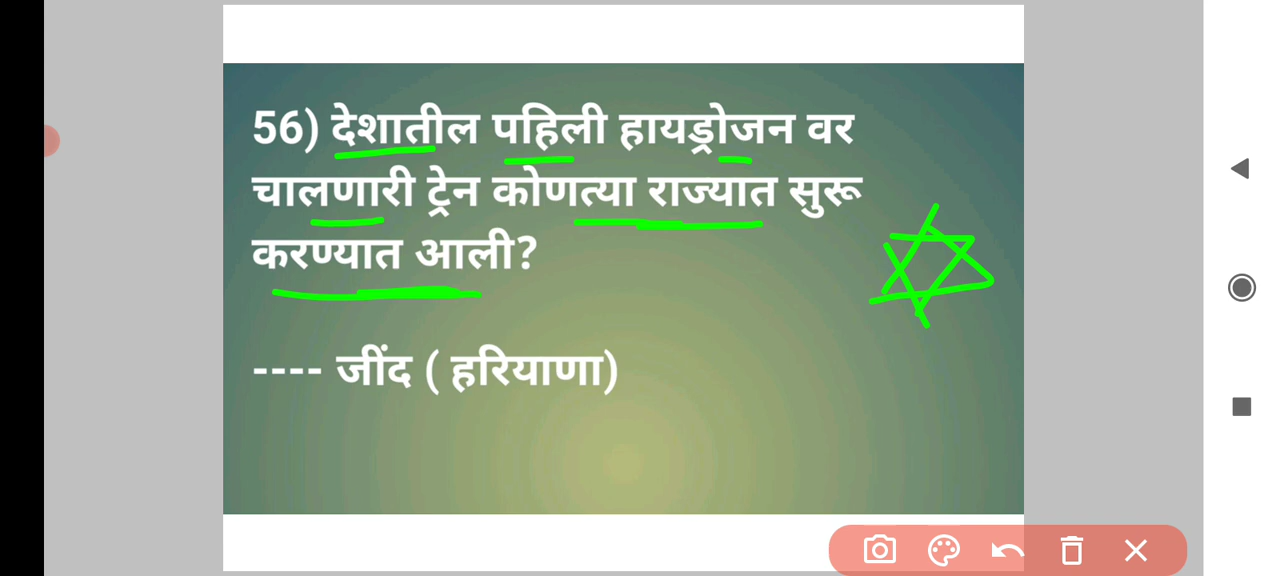 56) देशातील पहिली हायड्रोजन वर
चालणारी ट्रेन कोणत्या राज्यात सुरू
करण्यात आली?
---- जींद ( हरियाणा)